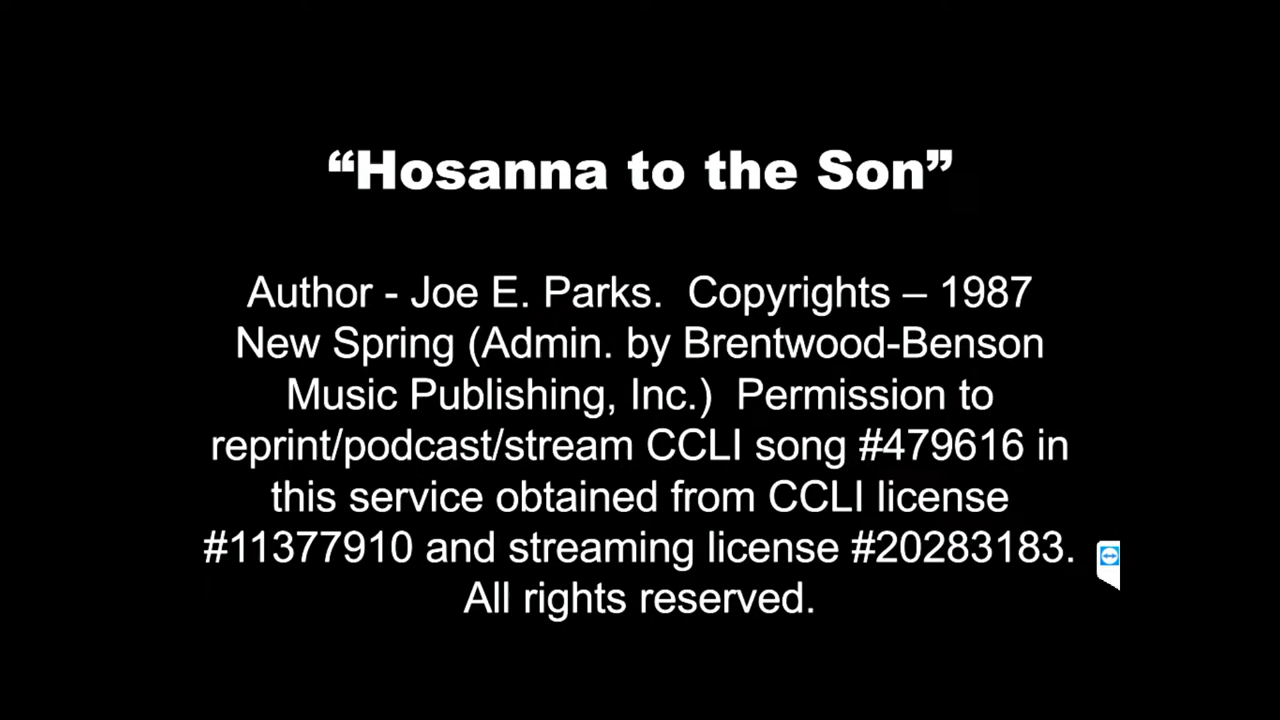 “Hosanna to the Son”
Author - Joe E. Parks.  Copyrights – 1987
New Spring (Admin. by Brentwood-Benson
Music Publishing, Inc.)  Permission to
reprint/podcast/stream CCLI song #479616 in
this service obtained from CCLI license
#11377910 and streaming license #20283183.
All rights reserved.